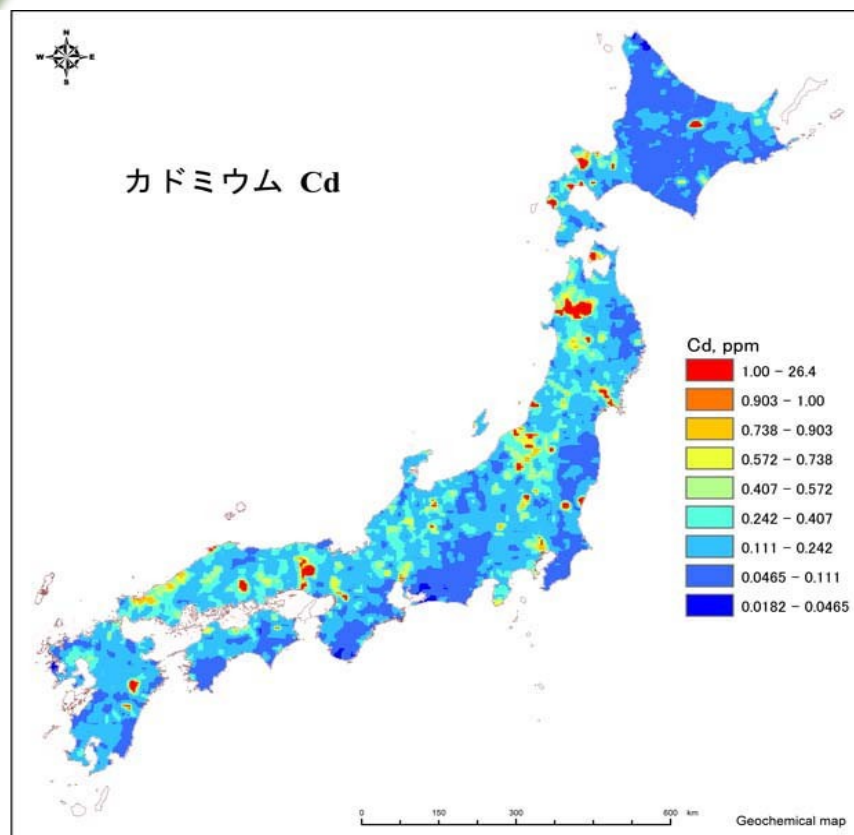 N
W E
S
カドミウム Cd
Cd, ppm
1.00 – 26.4
0.903 – 1.00
0.738 – 0.903
0.572 – 0.738
0.407 – 0.572
0.242 – 0.407
0.111 – 0.242
0.0465 – 0.111
0.0182 – 0.0465
0 150 300 600 km
Geochemical map